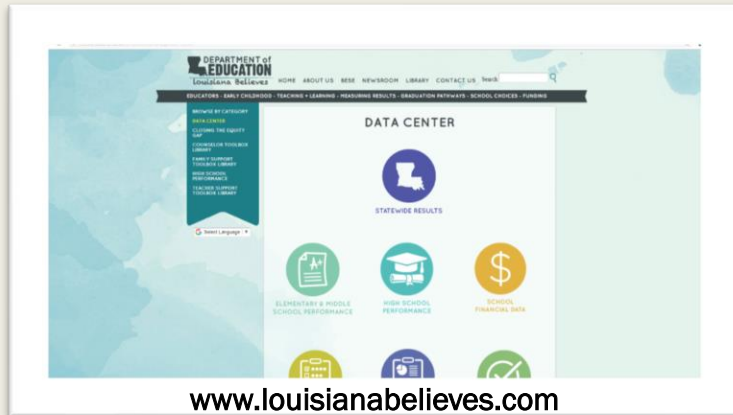 DEPARTMENT of
EDUCATION
Louisiana Believes
HOME ABOUT US BESE NEWSROOM LIBRARY CONTACT US Search
EDUCATORS - EARLY CHILDHOOD - TEACHING + LEARNING - MEASURING RESULTS - GRADUATION PATHWAYS - SCHOOL CHOICES - FUNDING
BROWSE BY CATEGORY
DATA CENTER
CLOSING THE EQUITY
GAP
COUNSELOR TOOLBOX
LIBRARY
FAMILY SUPPORT
TOOLBOX LIBRARY
HIGH SCHOOL
PERFORMANCE
TEACHER SUPPORT
TOOLBOX LIBRARY
G Select Language ▼
DATA CENTER
STATEWIDE RESULTS
A+
$
ELEMENTARY & MIDDLE
SCHOOL PERFORMANCE
HIGH SCHOOL
PERFORMANCE
SCHOOL
FINANCIAL DATA
www.louisianabelieves.com